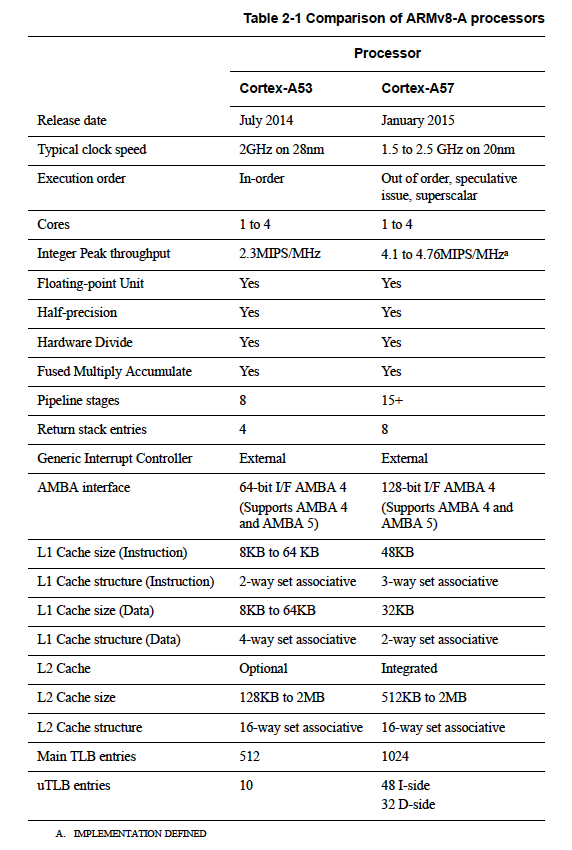 Table 2-1 Comparison of ARMv8-A processors
Processor
Cortex-A53 Cortex-A57
Release date July 2014 January 2015
Typical clock speed 2GHz on 28nm 1.5 to 2.5 GHz on 20nm
Execution order In-order Out of order, speculative
issue, superscalar
Cores 1 to 4 1 to 4
Integer Peak throughput 2.3MIPS/MHz 4.1 to 4.76MIPS/MHzᵃ
Floating-point Unit Yes Yes
Half-precision Yes Yes
Hardware Divide Yes Yes
Fused Multiply Accumulate Yes Yes
Pipeline stages 8 15+
Return stack entries 4 8
Generic Interrupt Controller External External
AMBA interface 64-bit I/F AMBA 4 128-bit I/F AMBA 4
(Supports AMBA 4 (Supports AMBA 4 and
and AMBA 5) AMBA 5)
L1 Cache size (Instruction) 8KB to 64 KB 48KB
L1 Cache structure (Instruction) 2-way set associative 3-way set associative
L1 Cache size (Data) 8KB to 64KB 32KB
L1 Cache structure (Data) 4-way set associative 2-way set associative
L2 Cache Optional Integrated
L2 Cache size 128KB to 2MB 512KB to 2MB
L2 Cache structure 16-way set associative 16-way set associative
Main TLB entries 512 1024
uTLB entries 10 48 I-side
32 D-side
A. IMPLEMENTATION DEFINED